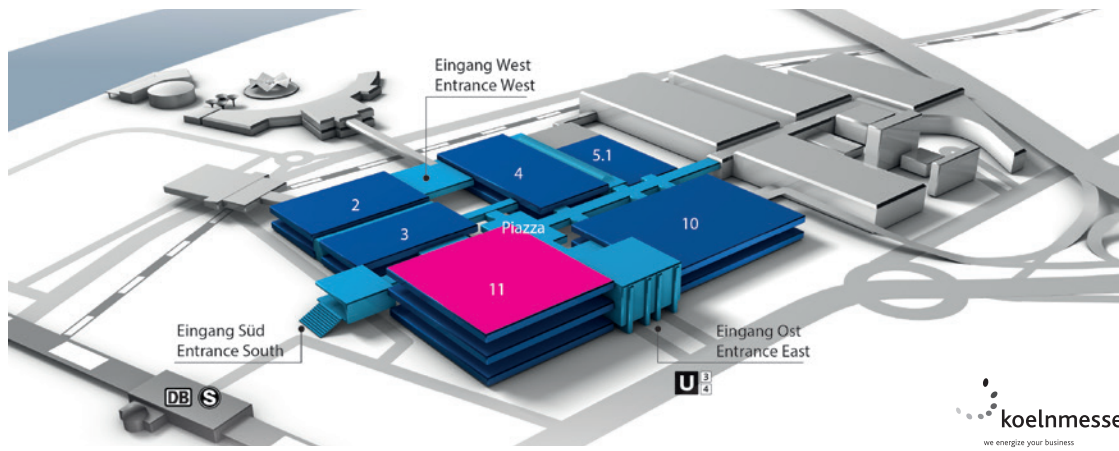 Eingang West
Entrance West
5.1
4
2
3
Piazza
10
11
Eingang Süd
Entrance South
Eingang Ost
Entrance East
DB S
U 3
4
koelnmesse
we energize your business